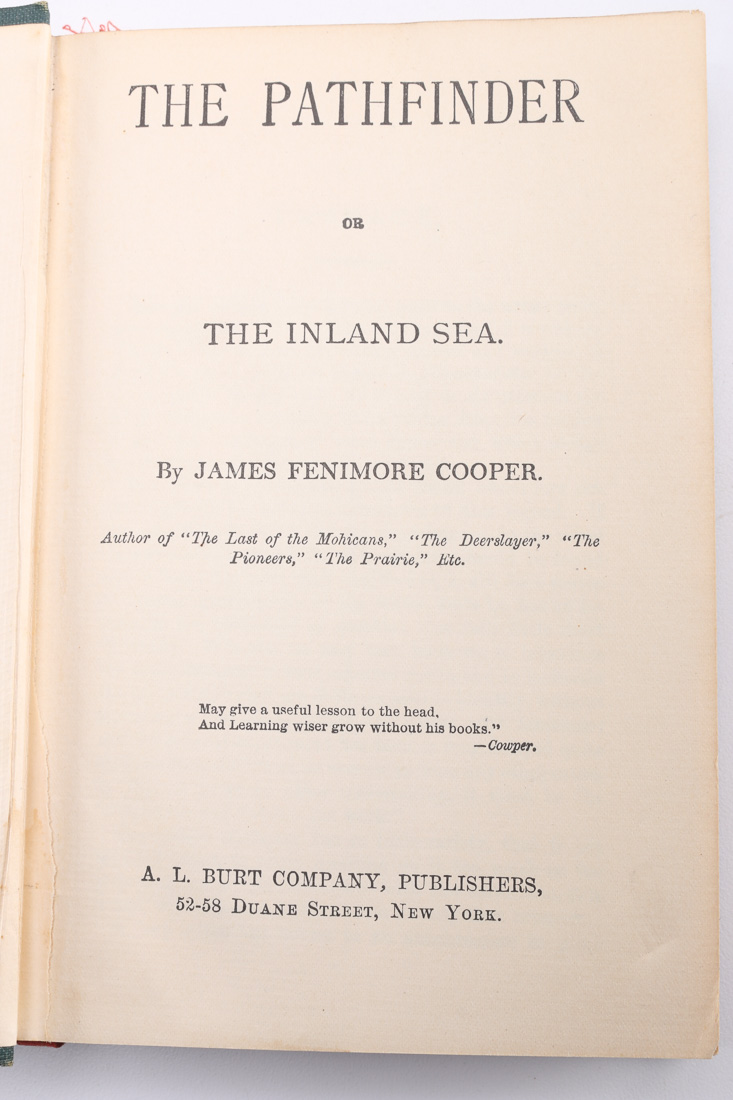 THE PATHFINDER
OR
THE INLAND SEA.
By JAMES FENIMORE COOPER.
Author of "The Last of the Mohicans," "The Deerslayer," "The
Pioneers," "The Prairie," Etc.
May give a useful lesson to the head,
And Learning wiser grow without his books."
—Cowper.
A. L. BURT COMPANY, PUBLISHERS,
52-58 DUANE STREET, NEW YORK.